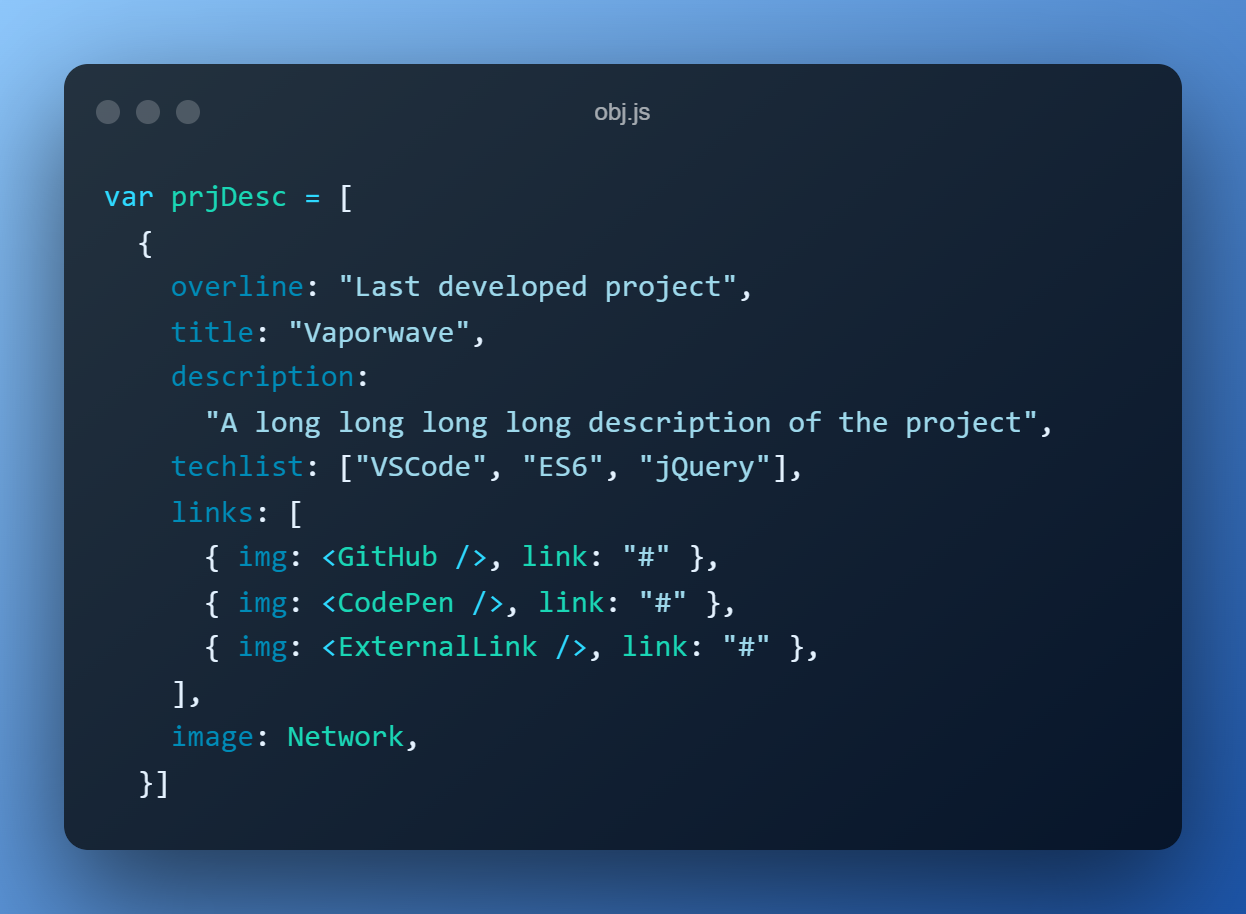 obj.js
var prjDesc = [
  {
    overline: "Last developed project",
    title: "Vaporwave",
    description:
      "A long long long long description of the project",
    techlist: ["VSCode", "ES6", "jQuery"],
    links: [
      { img: <GitHub />, link: "#" },
      { img: <CodePen />, link: "#" },
      { img: <ExternalLink />, link: "#" },
    ],
    image: Network,
  }]